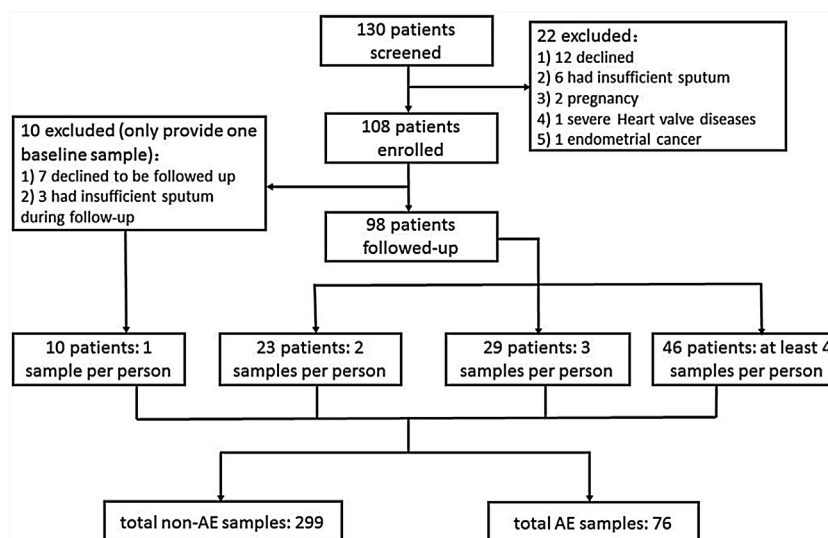 130 patients
screened
22 excluded：
1) 12 declined
2) 6 had insufficient sputum
3) 2 pregnancy
4) 1 severe Heart valve diseases
5) 1 endometrial cancer
108 patients
enrolled
10 excluded (only provide one
baseline sample)：
1) 7 declined to be followed up
2) 3 had insufficient sputum
during follow-up
98 patients
followed-up
10 patients: 1
sample per person
23 patients: 2
samples per person
29 patients: 3
samples per person
46 patients: at least 4
samples per person
total non-AE samples: 299
total AE samples: 76